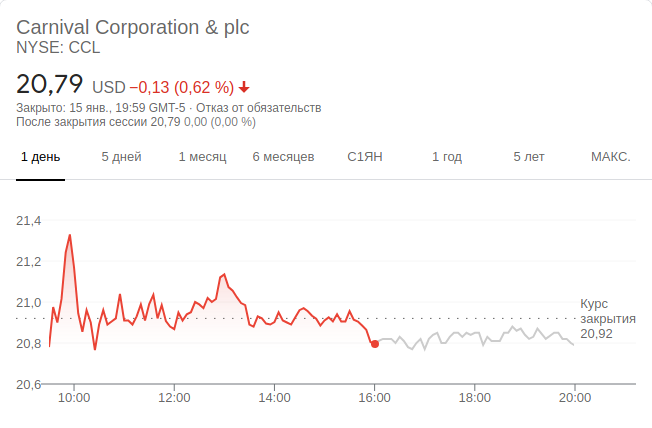 Carnival Corporation & plc
NYSE: CCL
20,79 USD −0,13 (0,62 %)
Закрыто: 15 янв., 19:59 GMT-5 · Отказ от обязательств
После закрытия сессии 20,79 0,00 (0,00 %)
1 день 5 дней 1 месяц 6 месяцев С1ЯН 1 год 5 лет МАКС.
21,4
21,2
21,0
20,8
20,6
Курс
закрытия
20,92
10:00 12:00 14:00 16:00 18:00 20:00